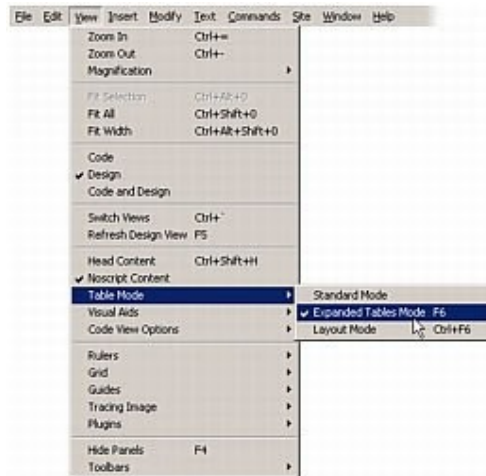 File Edit View Insert Modify Text Commands Site Window Help
Zoom In Ctrl+=
Zoom Out Ctrl+-
Magnification
Fit Selection Ctrl+Alt+0
Fit All Ctrl+Shift+0
Fit Width Ctrl+Alt+Shift+0
Code
Design
Code and Design
Switch Views Ctrl+`
Refresh Design View F5
Head Content Ctrl+Shift+H
Noscript Content
Table Mode
Standard Mode
Expanded Tables Mode F6
Layout Mode Ctrl+F6
Visual Aids
Code View Options
Rulers
Grid
Guides
Tracing Image
Plugins
Hide Panels F4
Toolbars